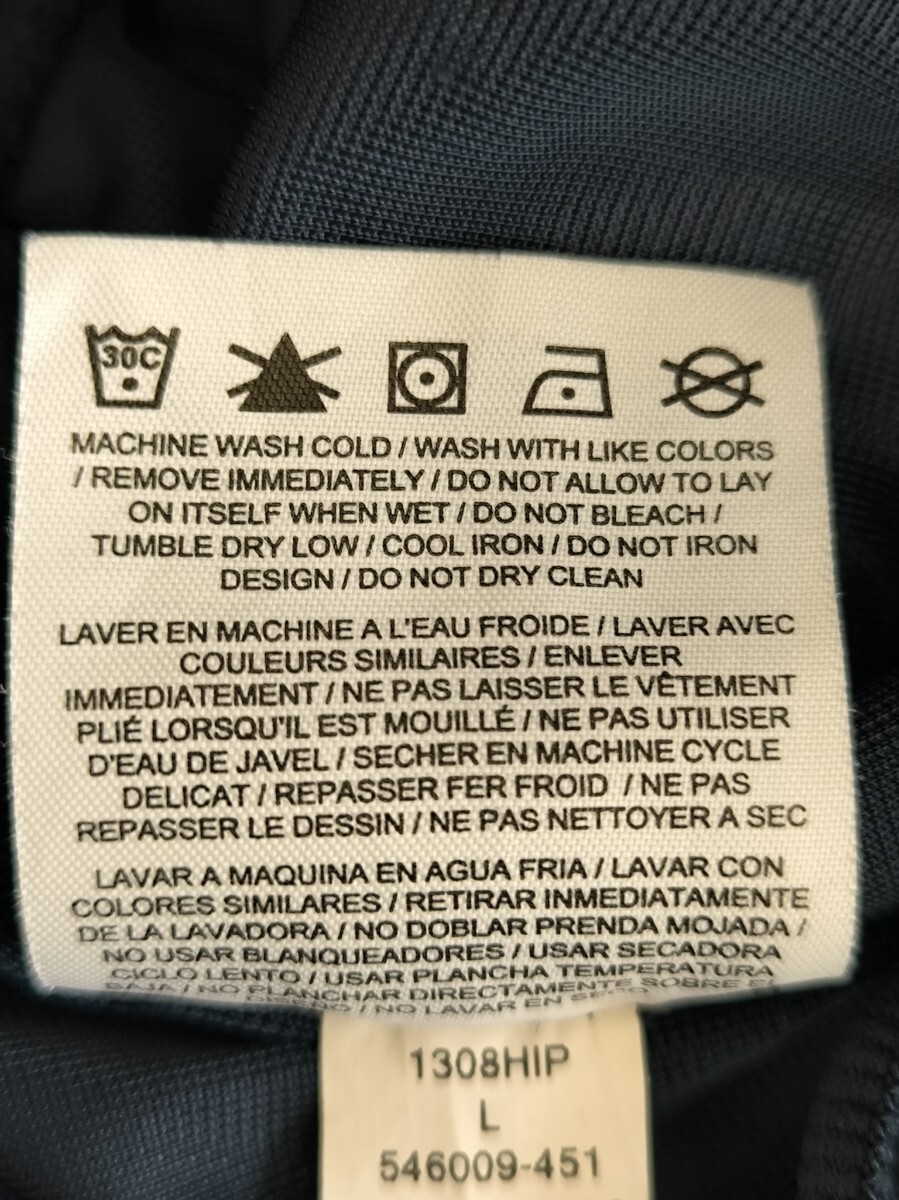 30C
MACHINE WASH COLD / WASH WITH LIKE COLORS
/ REMOVE IMMEDIATELY / DO NOT ALLOW TO LAY
ON ITSELF WHEN WET / DO NOT BLEACH /
TUMBLE DRY LOW / COOL IRON / DO NOT IRON
DESIGN / DO NOT DRY CLEAN
LAVER EN MACHINE A L'EAU FROIDE / LAVER AVEC
COULEURS SIMILAIRES / ENLEVER
IMMEDIATEMENT / NE PAS LAISSER LE VÊTEMENT
PLIÉ LORSQU'IL EST MOUILLÉ / NE PAS UTILISER
D'EAU DE JAVEL / SECHER EN MACHINE CYCLE
DELICAT / REPASSER FER FROID / NE PAS
REPASSER LE DESSIN / NE PAS NETTOYER A SEC
LAVAR A MAQUINA EN AGUA FRIA / LAVAR CON
COLORES SIMILARES / RETIRAR INMEDIATAMENTE
DE LA LAVADORA / NO DOBLAR PRENDA MOJADA /
NO USAR BLANQUEADORES / USAR SECADORA
CICLO LENTO / USAR PLANCHA TEMPERATURA
BAJA / NO PLANCHAR DIRECTAMENTE SOBRE EL
DISEÑO / NO LAVAR EN SECO
1308HIP
L
546009-451